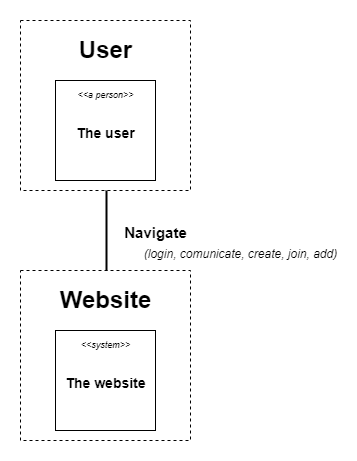 User
<<a person>>
The user
Navigate
(login, comunicate, create, join, add)
Website
<<system>>
The website